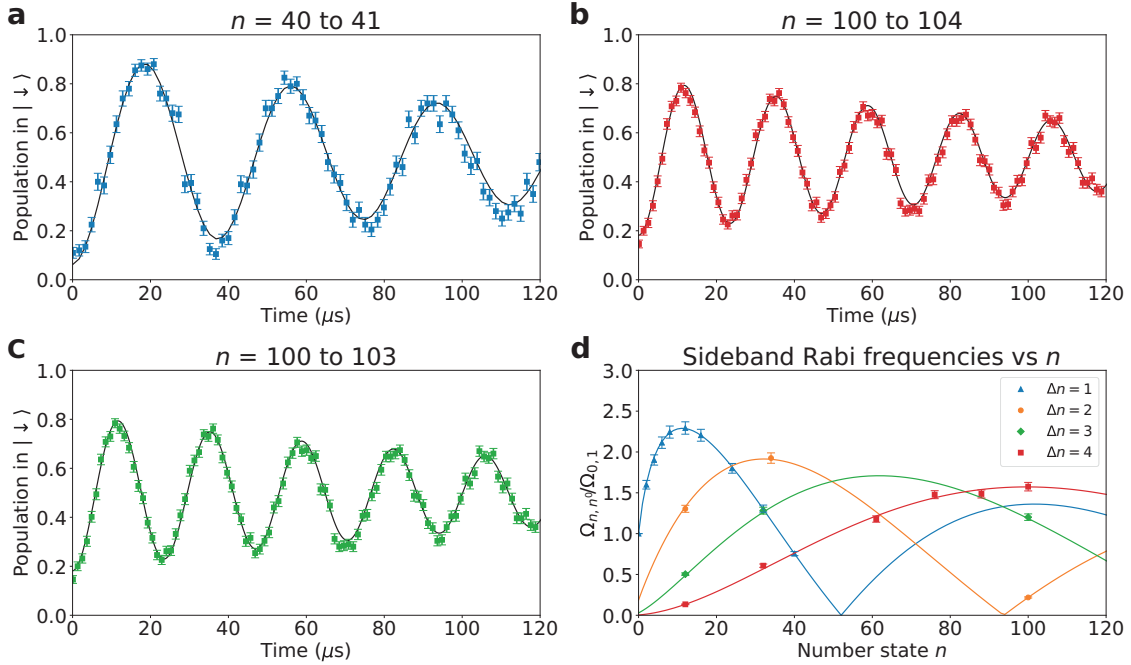 a
n = 40 to 41
Population in | ↓ ⟩
1.0
0.8
0.6
0.4
0.2
0.0
0 20 40 60 80 100 120
Time (μs)
b
n = 100 to 104
Population in | ↓ ⟩
1.0
0.8
0.6
0.4
0.2
0.0
0 20 40 60 80 100 120
Time (μs)
c
n = 100 to 103
Population in | ↓ ⟩
1.0
0.8
0.6
0.4
0.2
0.0
0 20 40 60 80 100 120
Time (μs)
d
Sideband Rabi frequencies vs n
Ωn, n⁰/Ω0, 1
3.0
2.5
2.0
1.5
1.0
0.5
0.0
Δn = 1
Δn = 2
Δn = 3
Δn = 4
0 20 40 60 80 100 120
Number state n